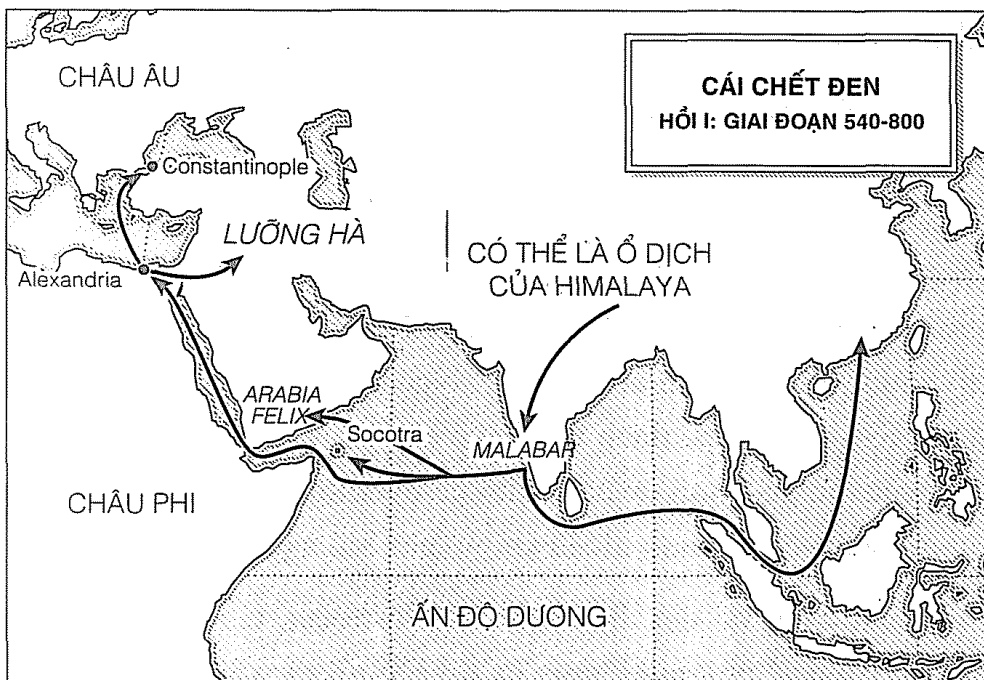 CHÂU ÂU
CÁI CHẾT ĐEN
HỒI I: GIAI ĐOẠN 540-800
Constantinople
LƯỠNG HÀ
Alexandria
CÓ THỂ LÀ Ổ DỊCH
CỦA HIMALAYA
ARABIA
FELIX
Socotra
MALABAR
CHÂU PHI
ẤN ĐỘ DƯƠNG